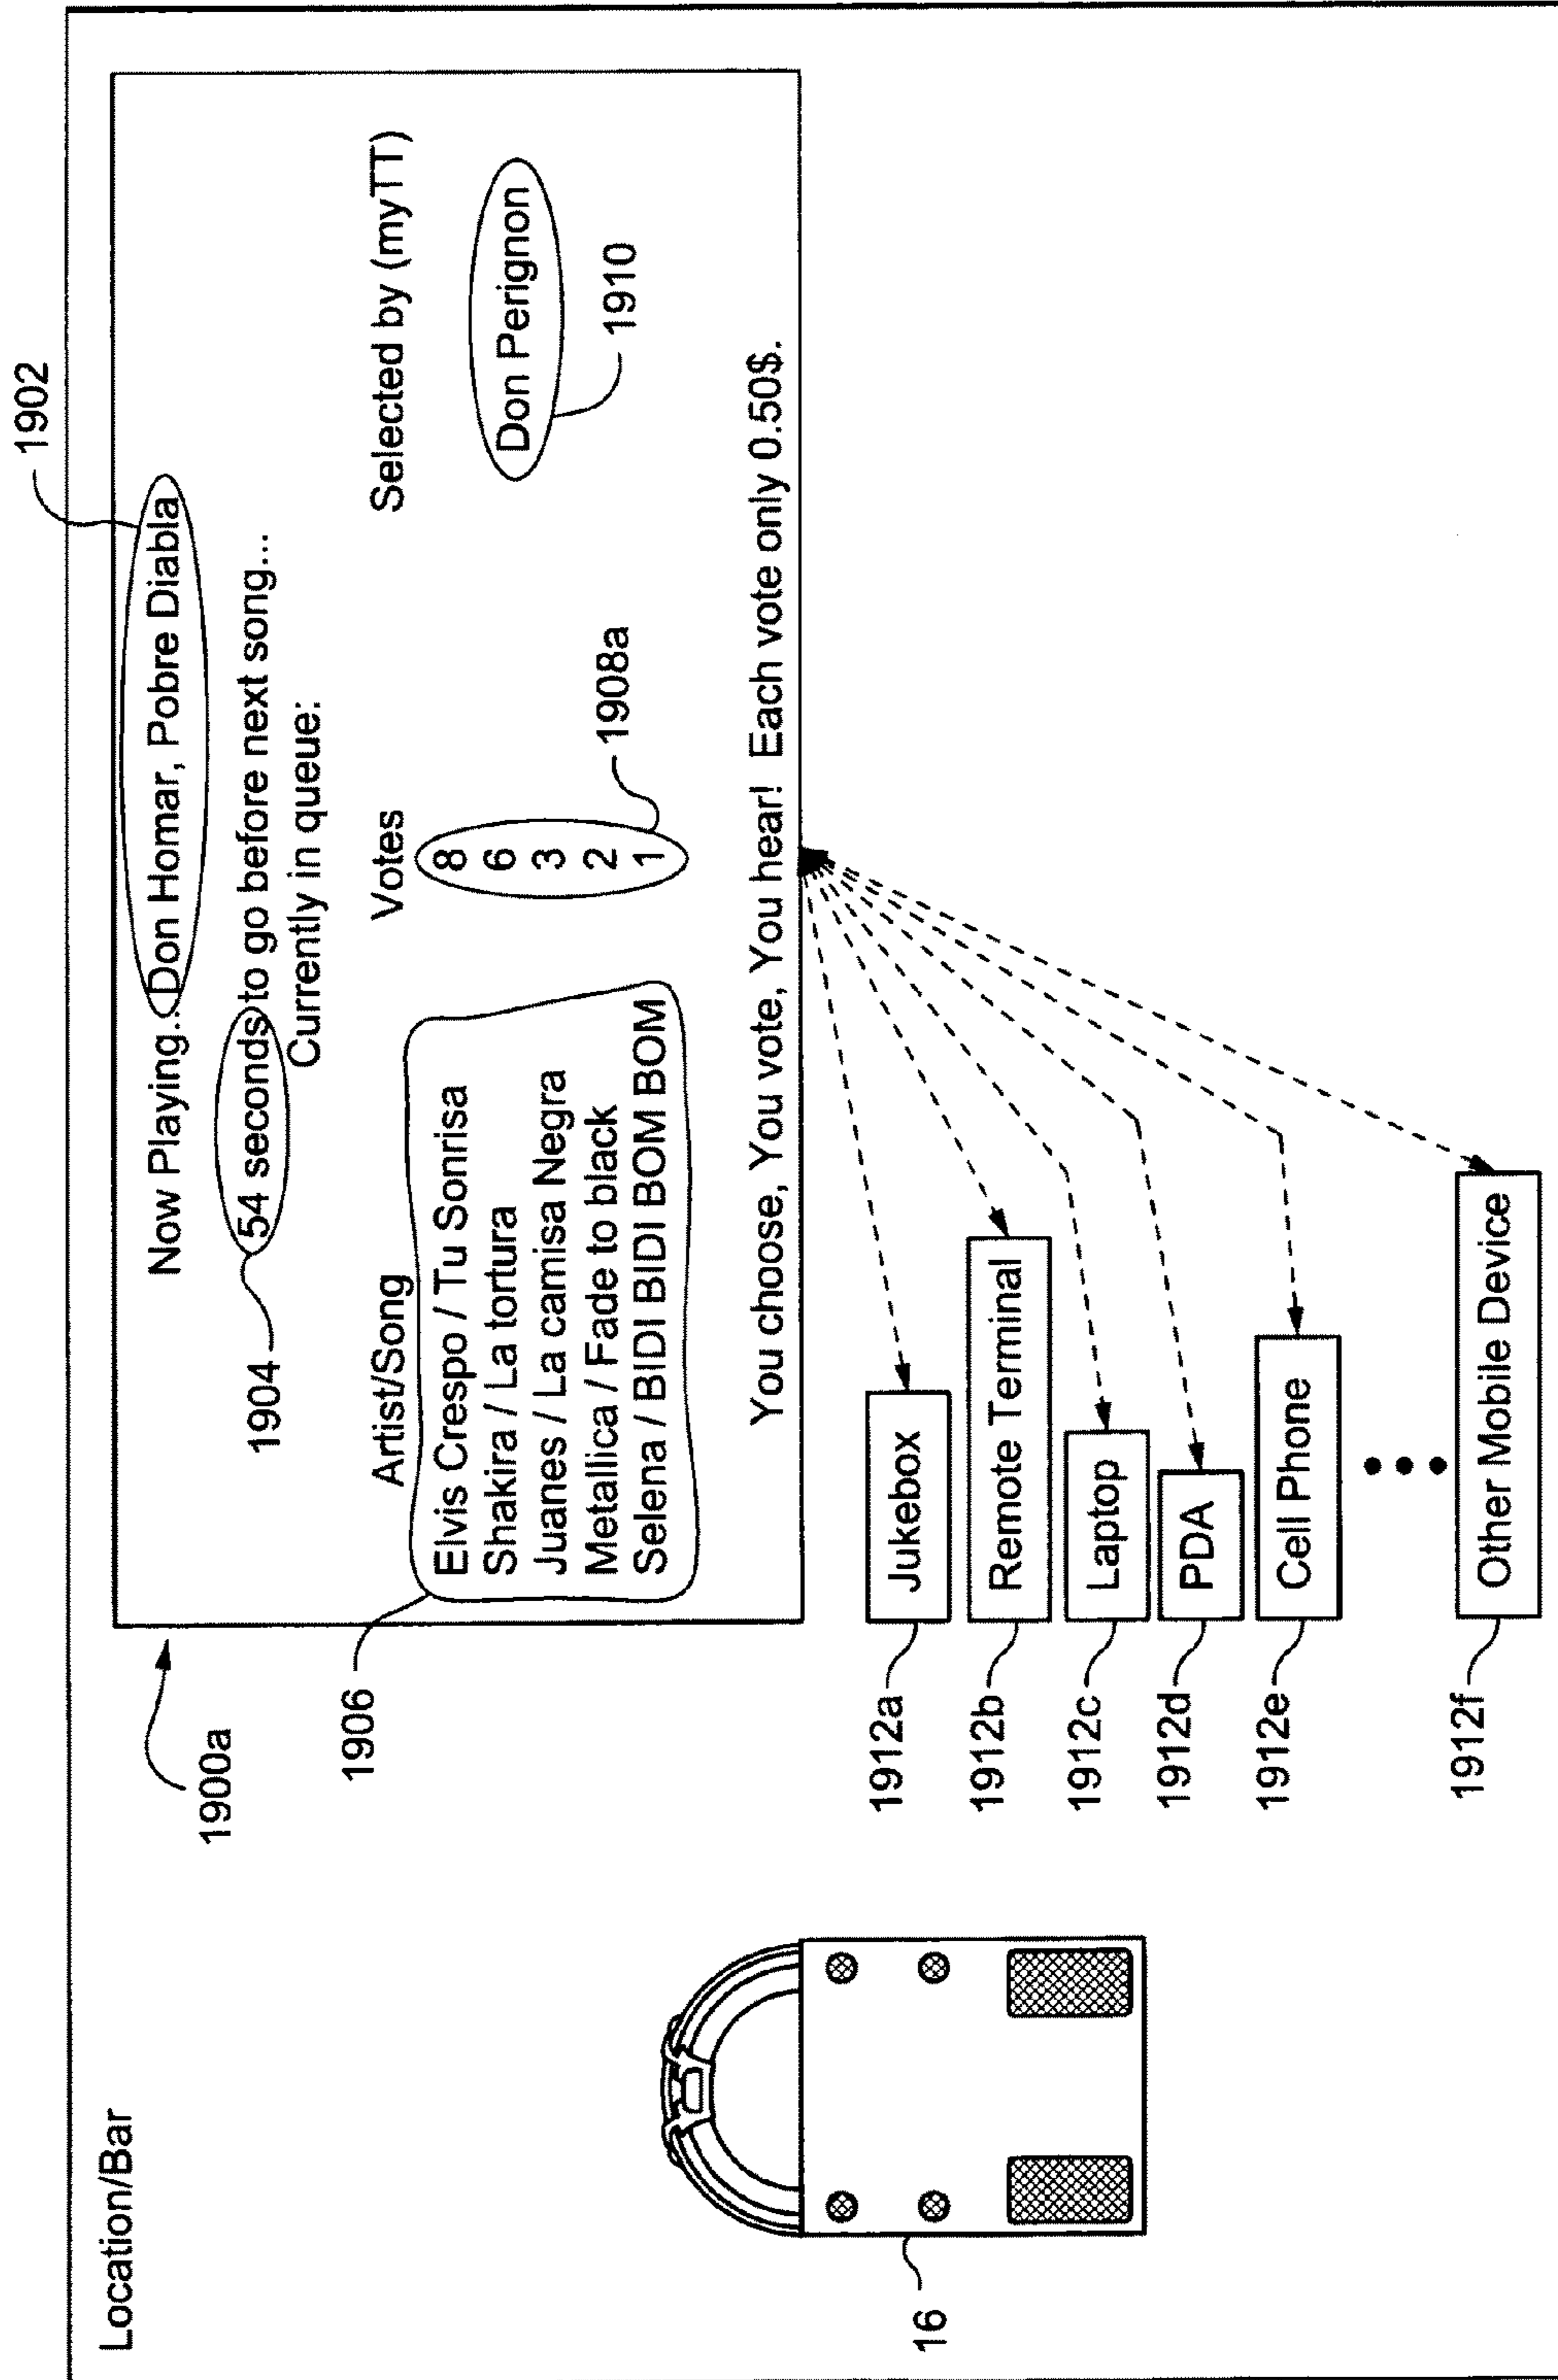 Location/Bar
1900a
1902
Now Playing...Don Homar, Pobre Diabla
1904
54 seconds to go before next song...
Currently in queue:
1906
Artist/Song Votes Selected by (myTT)
Elvis Crespo / Tu Sonrisa 8
Shakira / La tortura 6 Don Perignon
Juanes / La camisa Negra 3
Metallica / Fade to black 2 1910
Selena / BIDI BIDI BOM BOM 1 1908a
You choose, You vote, You hear! Each vote only 0.50$.
1912a Jukebox
1912b Remote Terminal
1912c Laptop
1912d PDA
1912e Cell Phone
1912f Other Mobile Device
16